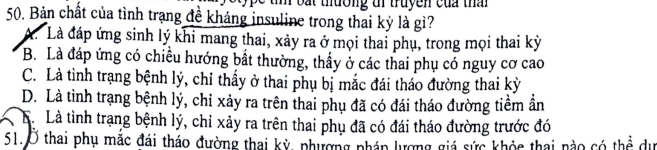 bất thường di truyền của thai
50. Bản chất của tình trạng đề kháng insuline trong thai kỳ là gì?
A. Là đáp ứng sinh lý khi mang thai, xảy ra ở mọi thai phụ, trong mọi thai kỳ
B. Là đáp ứng có chiều hướng bất thường, thấy ở các thai phụ có nguy cơ cao
C. Là tình trạng bệnh lý, chỉ thấy ở thai phụ bị mắc đái tháo đường thai kỳ
D. Là tình trạng bệnh lý, chỉ xảy ra trên thai phụ đã có đái tháo đường tiềm ẩn
E. Là tình trạng bệnh lý, chỉ xảy ra trên thai phụ đã có đái tháo đường trước đó
51. Ở thai phụ mắc đái tháo đường thai kỳ, phương pháp lượng giá sức khỏe thai nào có thể